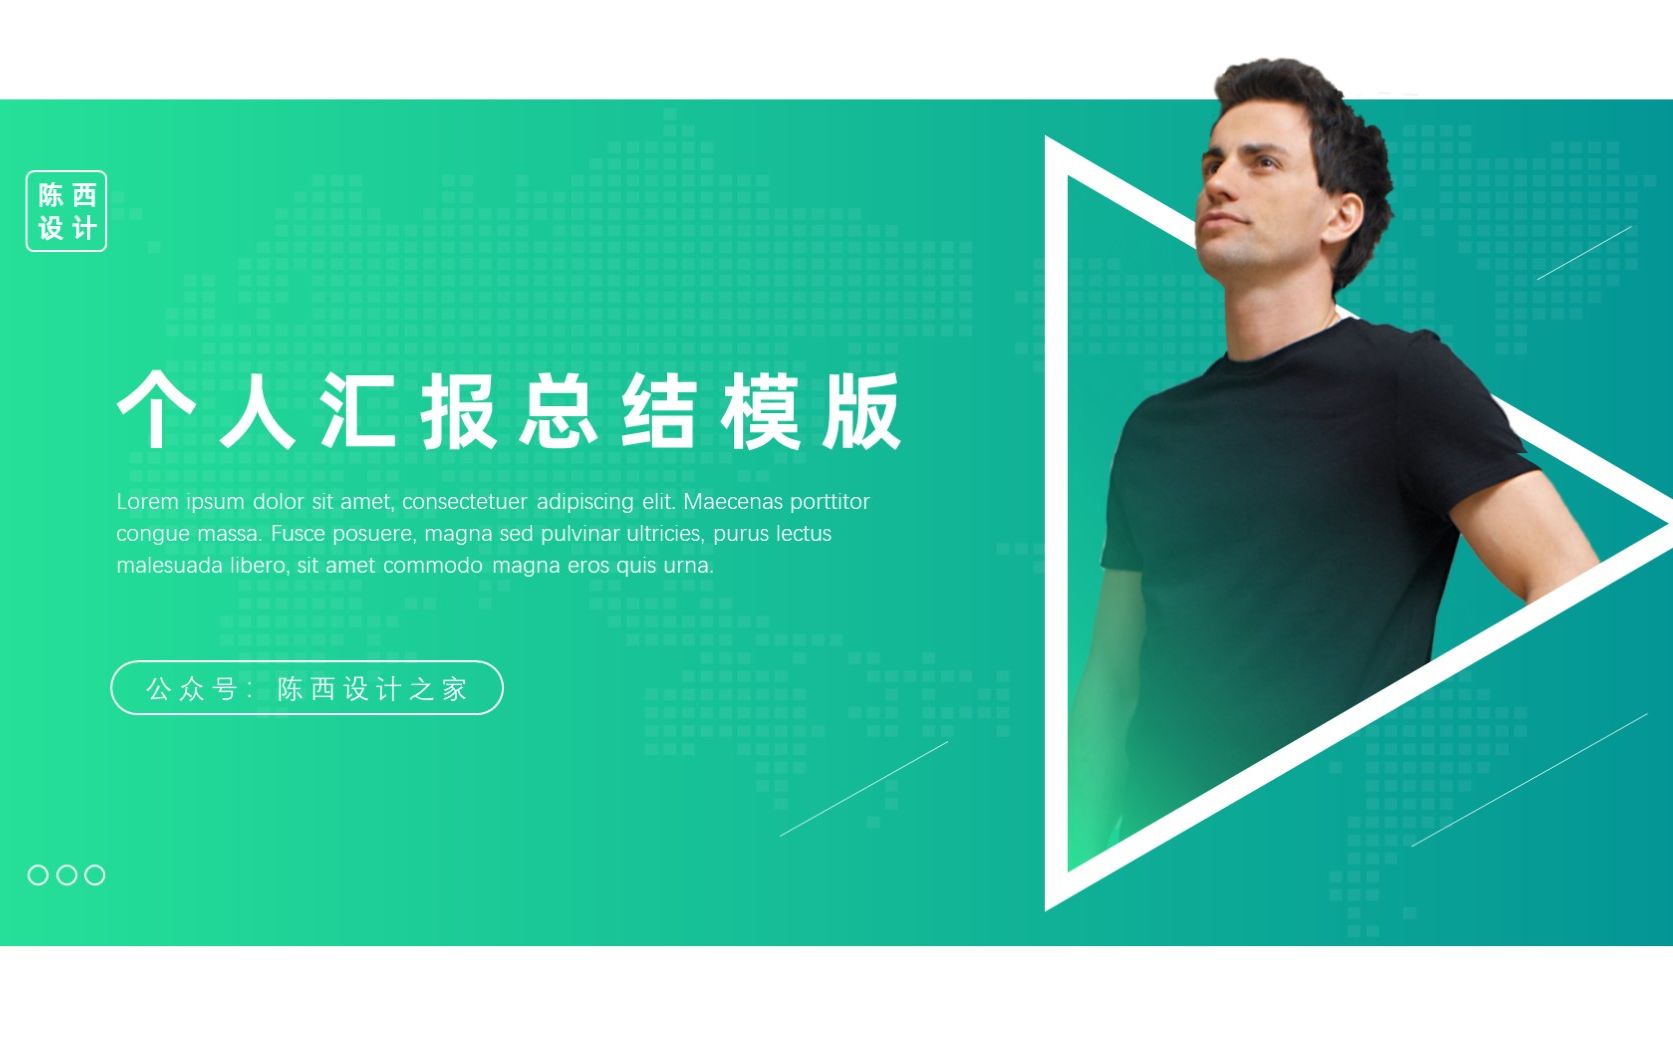 陈西
设计
个人汇报总结模版
Lorem ipsum dolor sit amet, consectetuer adipiscing elit. Maecenas porttitor
congue massa. Fusce posuere, magna sed pulvinar ultricies, purus lectus
malesuada libero, sit amet commodo magna eros quis urna.
公众号：陈西设计之家